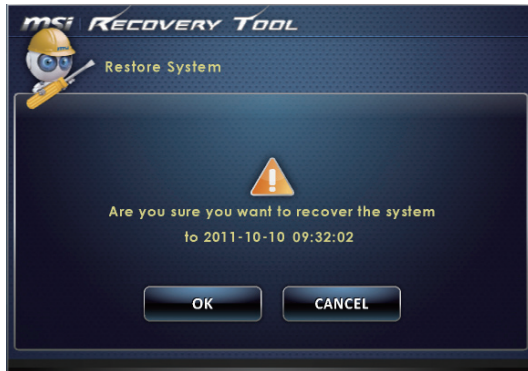 msi RECOVERY TOOL
Restore System
Are you sure you want to recover the system
to 2011-10-10 09:32:02
OK
CANCEL